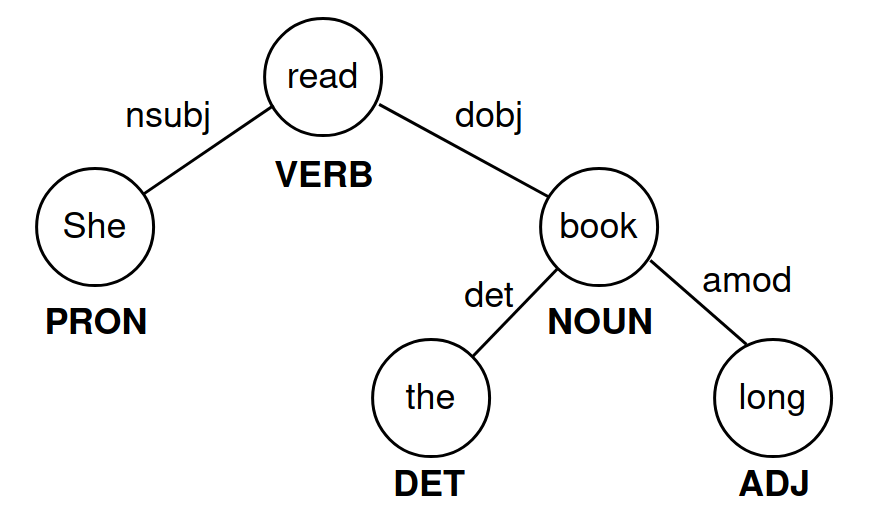 read
nsubj
dobj
VERB
She
book
amod
det
PRON
NOUN
the
long
DET
ADJ